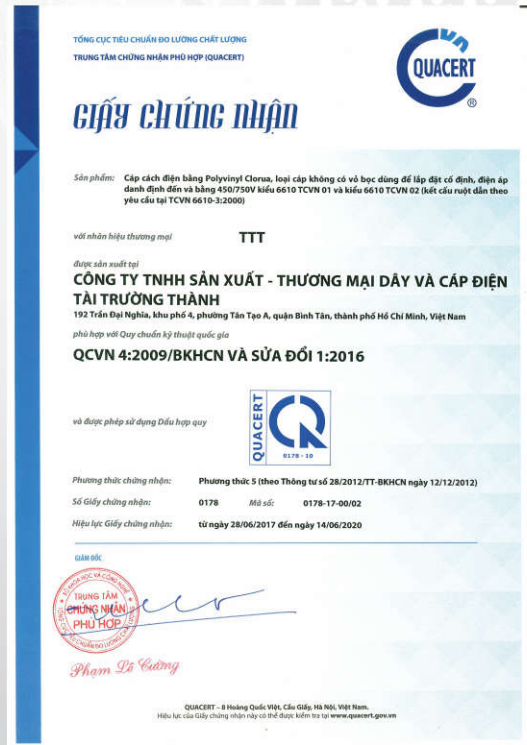 TỔNG CỤC TIÊU CHUẨN ĐO LƯỜNG CHẤT LƯỢNG
TRUNG TÂM CHỨNG NHẬN PHÙ HỢP (QUACERT)
QUACERT
®
GIẤY CHỨNG NHẬN
Sản phẩm: Cáp cách điện bằng Polyvinyl Clorua, loại cáp không có vỏ bọc dùng để lắp đặt cố định, điện áp
danh định đến và bằng 450/750V kiểu 6610 TCVN 01 và kiểu 6610 TCVN 02 (kết cấu ruột dẫn theo
yêu cầu tại TCVN 6610-3:2000)
với nhãn hiệu thương mại TTT
được sản xuất tại
CÔNG TY TNHH SẢN XUẤT - THƯƠNG MẠI DÂY VÀ CÁP ĐIỆN
TÀI TRƯỜNG THÀNH
192 Trần Đại Nghĩa, khu phố 4, phường Tân Tạo A, quận Bình Tân, thành phố Hồ Chí Minh, Việt Nam
phù hợp với Quy chuẩn kỹ thuật quốc gia
QCVN 4:2009/BKHCN VÀ SỬA ĐỔI 1:2016
và được phép sử dụng Dấu hợp quy
QUACERT
0178 - 10
Phương thức chứng nhận: Phương thức 5 (theo Thông tư số 28/2012/TT-BKHCN ngày 12/12/2012)
Số Giấy chứng nhận: 0178 Mã số: 0178-17-00/02
Hiệu lực Giấy chứng nhận: từ ngày 28/06/2017 đến ngày 14/06/2020
GIÁM ĐỐC
TRUNG TÂM
CHỨNG NHẬN
PHÙ HỢP
Phạm Lê Cường
QUACERT – 8 Hoàng Quốc Việt, Cầu Giấy, Hà Nội, Việt Nam.
Hiệu lực của Giấy chứng nhận này có thể được kiểm tra tại www.quacert.gov.vn